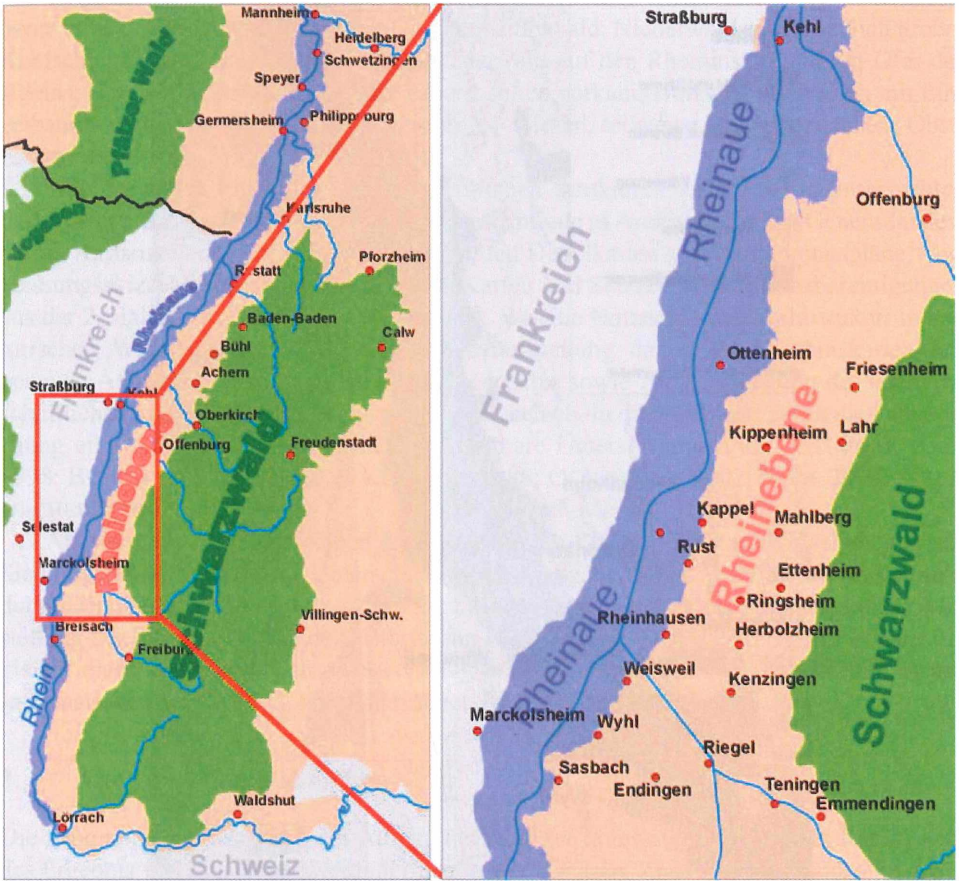 Mannheim
Heidelberg
Schwetzingen
Speyer
Philippsburg
Germersheim
Pfälzer Wald
Vogesen
Karlsruhe
Rastatt
Pforzheim
Frankreich
Rheinaue
Baden-Baden
Bühl
Calw
Achern
Straßburg
Kehl
Oberkirch
Offenburg
Freudenstadt
Rheinebene
Schwarzwald
Selestat
Marckolsheim
Breisach
Villingen-Schw.
Freiburg
Rhein
Waldshut
Lörrach
Schweiz
Straßburg
Kehl
Rheinaue
Offenburg
Frankreich
Ottenheim
Friesenheim
Kippenheim
Lahr
Rheinebene
Kappel
Mahlberg
Rust
Ettenheim
Ringsheim
Rheinhausen
Herbolzheim
Rheinaue
Schwarzwald
Weisweil
Kenzingen
Marckolsheim
Wyhl
Riegel
Sasbach
Endingen
Teningen
Emmendingen